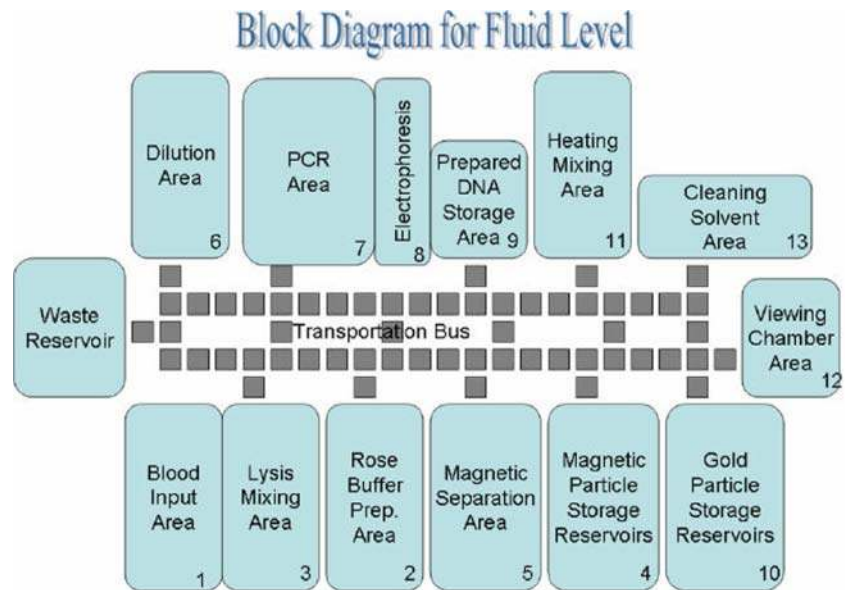 Block Diagram for Fluid Level
Dilution
Area
6
PCR
Area
7
Electrophoresis
8
Prepared
DNA
Storage
Area 9
Heating
Mixing
Area
11
Cleaning
Solvent
Area
13
Waste
Reservoir
Transportation Bus
Viewing
Chamber
Area
12
Blood
Input
Area
1
Lysis
Mixing
Area
3
Rose
Buffer
Prep.
Area
2
Magnetic
Separation
Area
5
Magnetic
Particle
Storage
Reservoirs
4
Gold
Particle
Storage
Reservoirs
10